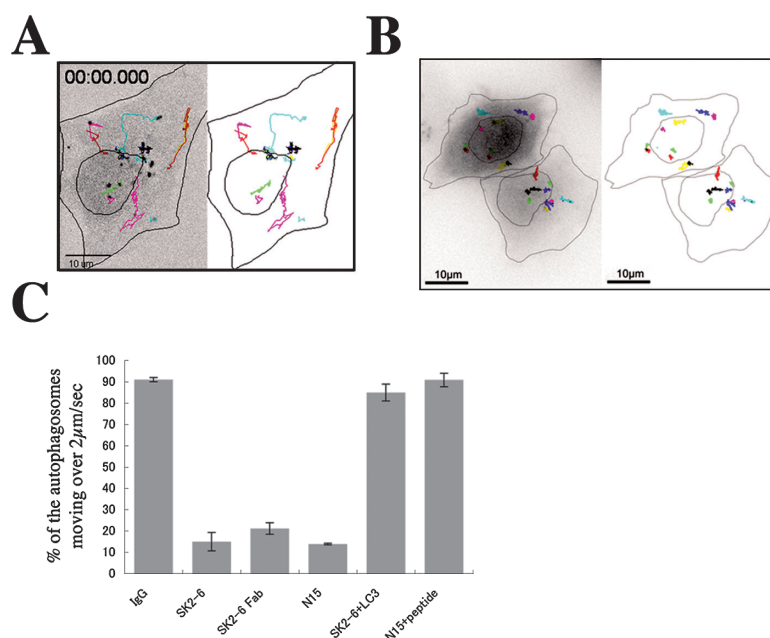 A
00:00.000
10 um
B
10μm
10μm
C
% of the autophagosomes
moving over 2μm/sec
100
90
80
70
60
50
40
30
20
10
0
IgG
SK2-6
SK2-6 Fab
N15
SK2-6+LC3
N15+peptide